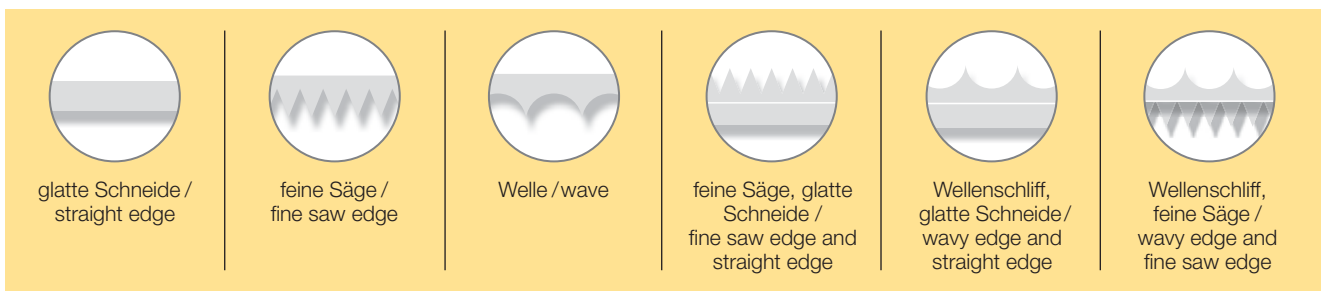 glatte Schneide /
straight edge
feine Säge /
fine saw edge
Welle / wave
feine Säge, glatte
Schneide /
fine saw edge and
straight edge
Wellenschliff,
glatte Schneide /
wavy edge and
straight edge
Wellenschliff,
feine Säge /
wavy edge and
fine saw edge